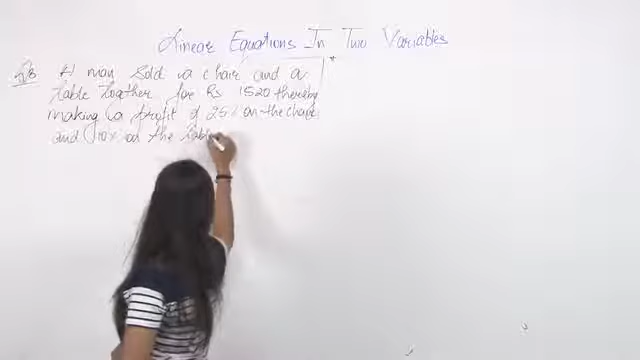 Linear Equations In Two Variables
A man sold a chair and a
table together for Rs 1520 thereby
making a profit of 25% on the chair
and 10% on the table